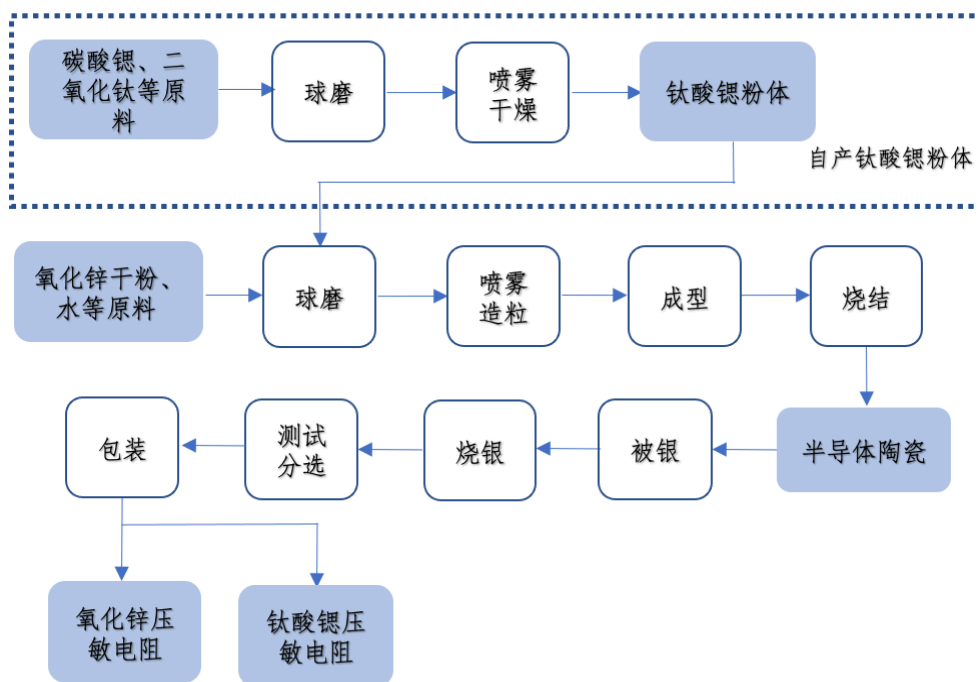 碳酸锶、二
氧化钛等原
料
球磨
喷雾
干燥
钛酸锶粉体
自产钛酸锶粉体
氧化锌干粉、
水等原料
球磨
喷雾
造粒
成型
烧结
包装
测试
分选
烧银
被银
半导体陶瓷
氧化锌压
敏电阻
钛酸锶压
敏电阻